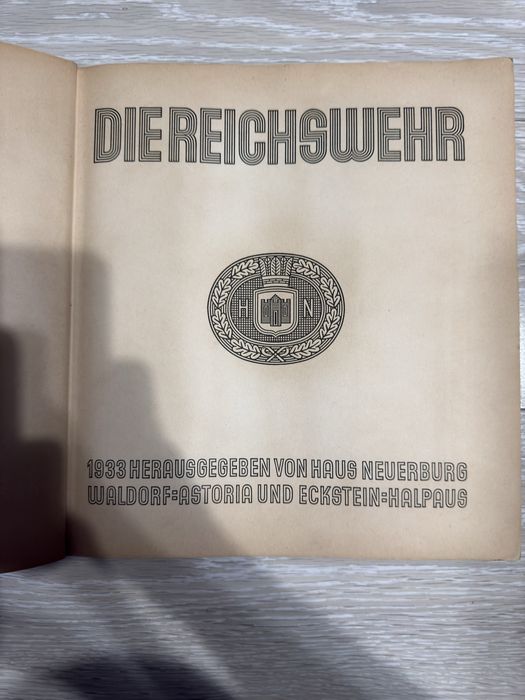 DIE REICHSWEHR
H N
1933 HERAUSGEGEBEN VON HAUS NEUERBURG
WALDORF=ASTORIA UND ECKSTEIN=HALPAUS